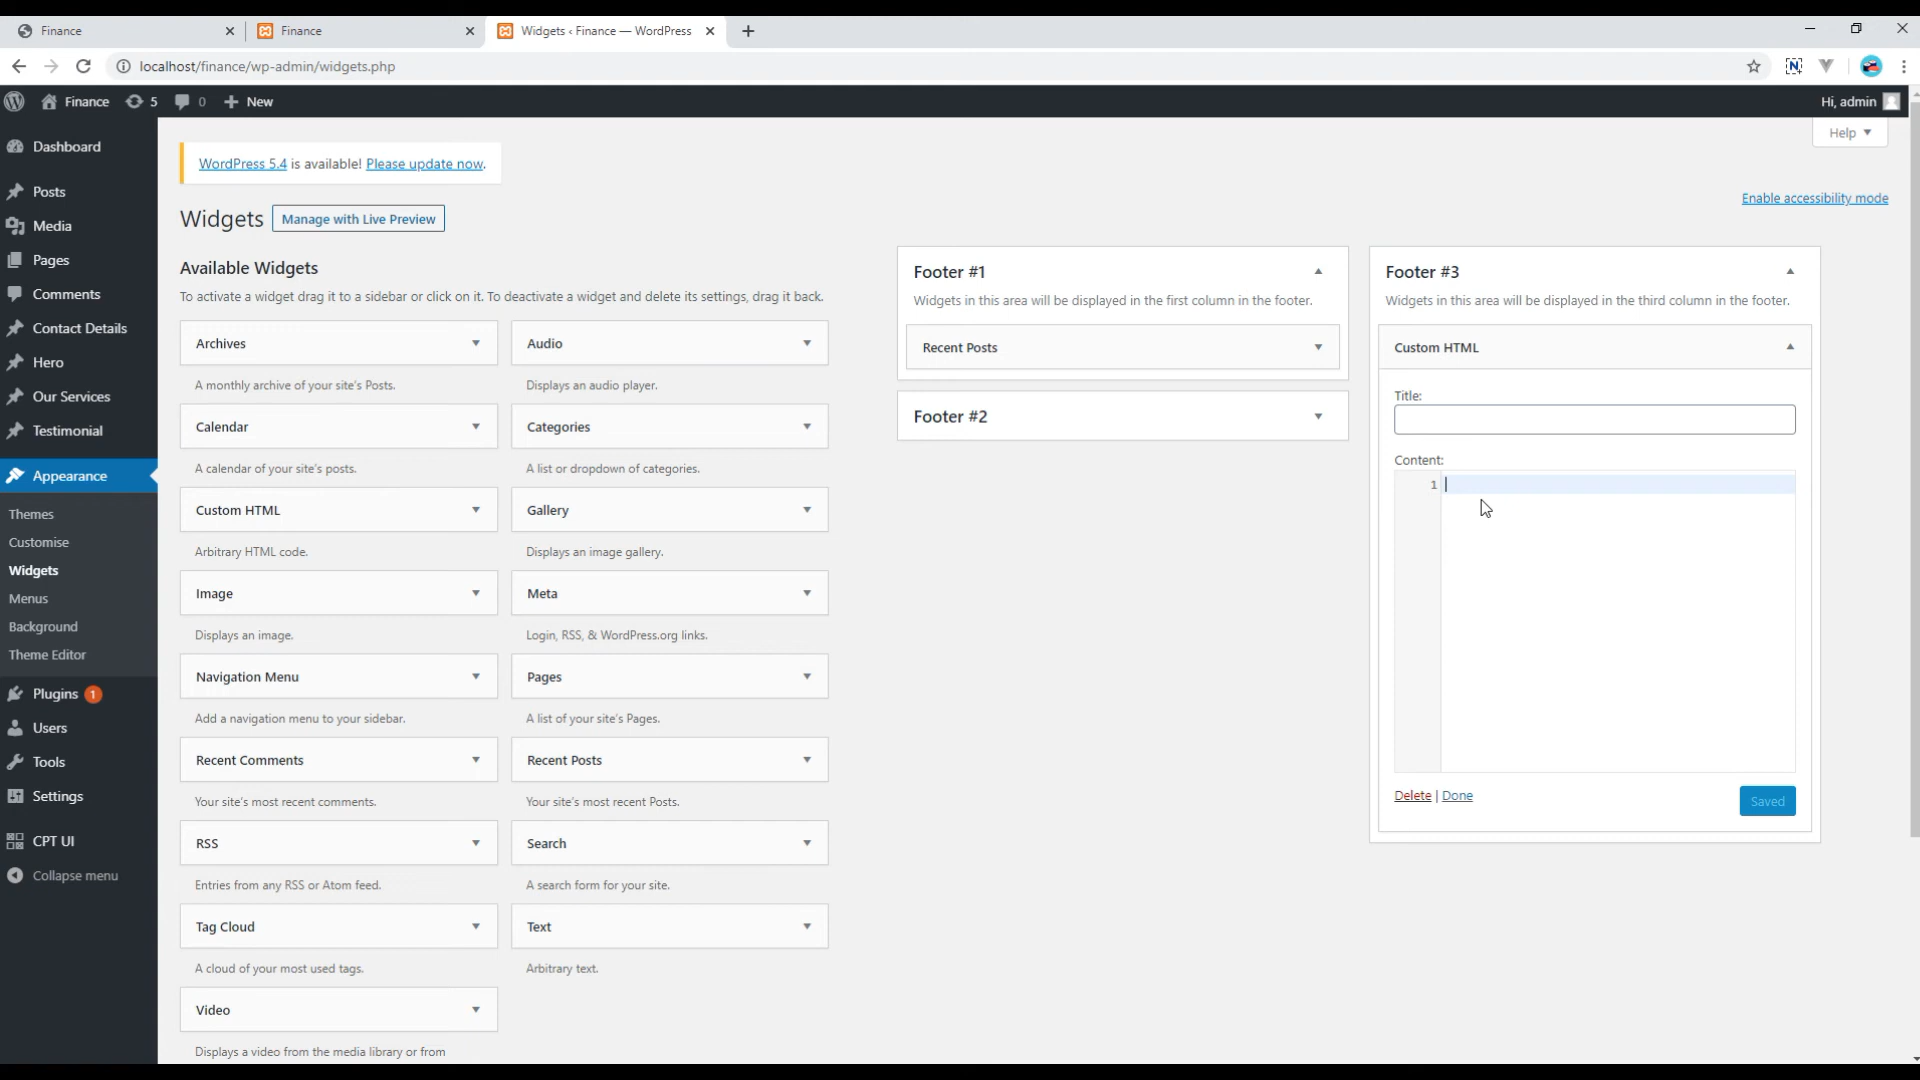 Finance
Finance
Widgets ‹ Finance — WordPress
localhost/finance/wp-admin/widgets.php
Finance
5
0
New
Hi, admin
Help
Dashboard
Posts
Media
Pages
Comments
Contact Details
Hero
Our Services
Testimonial
Appearance
Themes
Customise
Widgets
Menus
Background
Theme Editor
Plugins 1
Users
Tools
Settings
CPT UI
Collapse menu
WordPress 5.4 is available! Please update now.
Enable accessibility mode
Widgets
Manage with Live Preview
Available Widgets
To activate a widget drag it to a sidebar or click on it. To deactivate a widget and delete its settings, drag it back.
Archives
A monthly archive of your site's Posts.
Audio
Displays an audio player.
Calendar
A calendar of your site's posts.
Categories
A list or dropdown of categories.
Custom HTML
Arbitrary HTML code.
Gallery
Displays an image gallery.
Image
Displays an image.
Meta
Login, RSS, & WordPress.org links.
Navigation Menu
Add a navigation menu to your sidebar.
Pages
A list of your site's Pages.
Recent Comments
Your site's most recent comments.
Recent Posts
Your site's most recent Posts.
RSS
Entries from any RSS or Atom feed.
Search
A search form for your site.
Tag Cloud
A cloud of your most used tags.
Text
Arbitrary text.
Video
Displays a video from the media library or from
Footer #1
Widgets in this area will be displayed in the first column in the footer.
Recent Posts
Footer #2
Footer #3
Widgets in this area will be displayed in the third column in the footer.
Custom HTML
Title:
Content:
1
Delete | Done
Saved